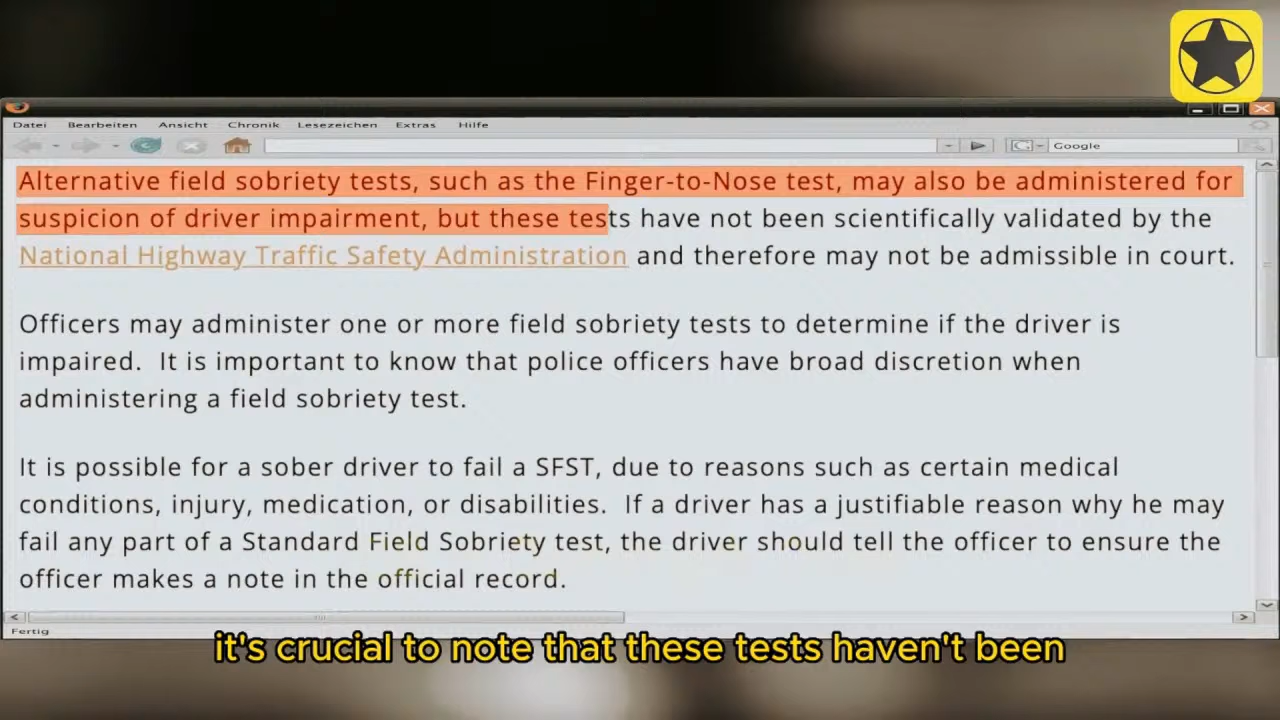 Datei Bearbeiten Ansicht Chronik Lesezeichen Extras Hilfe
Google
Alternative field sobriety tests, such as the Finger-to-Nose test, may also be administered for
suspicion of driver impairment, but these tests have not been scientifically validated by the
National Highway Traffic Safety Administration and therefore may not be admissible in court.
Officers may administer one or more field sobriety tests to determine if the driver is
impaired.  It is important to know that police officers have broad discretion when
administering a field sobriety test.
It is possible for a sober driver to fail a SFST, due to reasons such as certain medical
conditions, injury, medication, or disabilities.  If a driver has a justifiable reason why he may
fail any part of a Standard Field Sobriety test, the driver should tell the officer to ensure the
officer makes a note in the official record.
Fertig
it's crucial to note that these tests haven't been